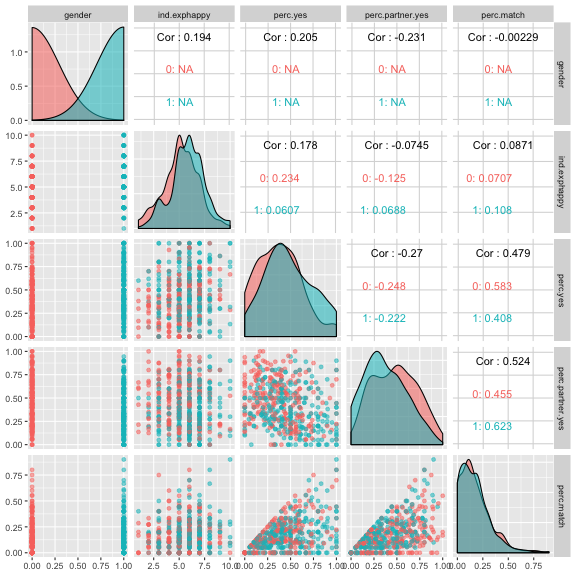 gender ind.exphappy perc.yes perc.partner.yes perc.match
1.0
0.5
0.0
Cor : 0.194 Cor : 0.205 Cor : -0.231 Cor : -0.00229
0: NA 0: NA 0: NA 0: NA
1: NA 1: NA 1: NA 1: NA
gender
10.0
7.5
5.0
2.5
Cor : 0.178 Cor : -0.0745 Cor : 0.0871
0: 0.234 0: -0.125 0: 0.0707
1: 0.0607 1: 0.0688 1: 0.108
ind.exphappy
1.00
0.75
0.50
0.25
0.00
Cor : -0.27 Cor : 0.479
0: -0.248 0: 0.583
1: -0.222 1: 0.408
perc.yes
1.00
0.75
0.50
0.25
0.00
Cor : 0.524
0: 0.455
1: 0.623
perc.partner.yes
0.75
0.50
0.25
0.00
perc.match
0.00 0.25 0.50 0.75 1.00 2.5 5.0 7.5 10.0 0.00 0.25 0.50 0.75 1.00 0.00 0.25 0.50 0.75 1.00 0.00 0.25 0.50 0.75